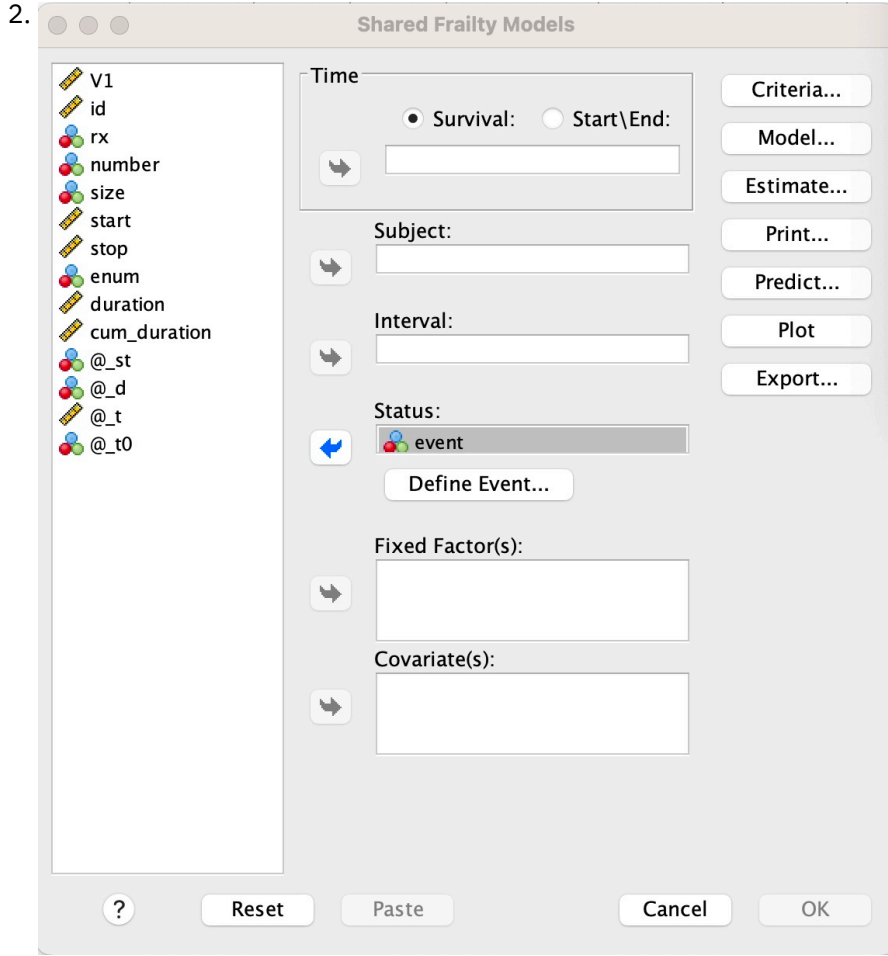 2.
Shared Frailty Models
V1
id
rx
number
size
start
stop
enum
duration
cum_duration
@_st
@_d
@_t
@_t0
Time
Survival: Start\End:
Subject:
Interval:
Status:
event
Define Event...
Fixed Factor(s):
Covariate(s):
Criteria...
Model...
Estimate...
Print...
Predict...
Plot
Export...
? Reset Paste Cancel OK